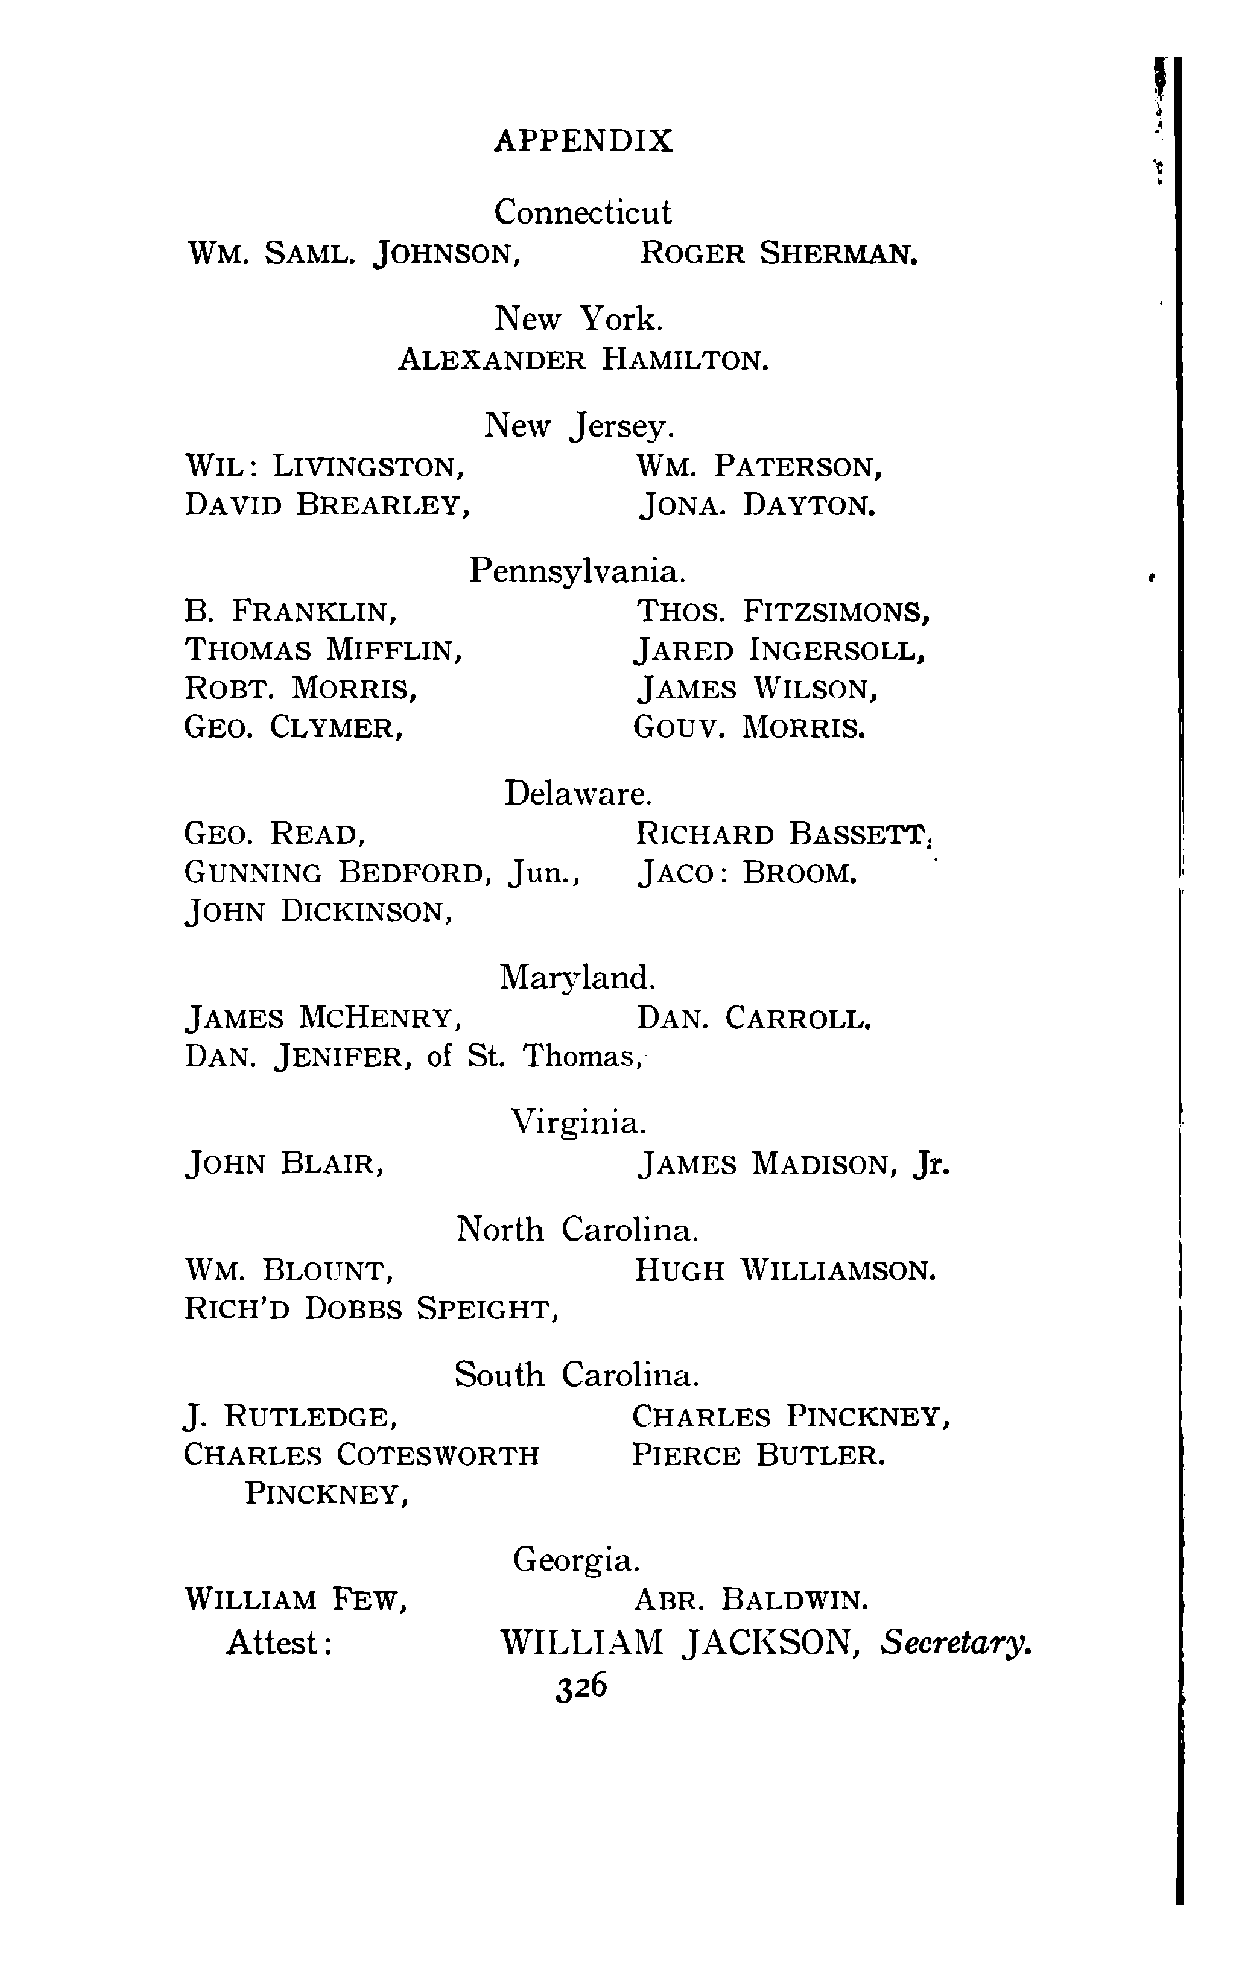 APPENDIX
Connecticut
WM. SAML. JOHNSON, ROGER SHERMAN.
New York.
ALEXANDER HAMILTON.
New Jersey.
WIL: LIVINGSTON, WM. PATERSON,
DAVID BREARLEY, JONA. DAYTON.
Pennsylvania.
B. FRANKLIN, THOS. FITZSIMONS,
THOMAS MIFFLIN, JARED INGERSOLL,
ROBT. MORRIS, JAMES WILSON,
GEO. CLYMER, GOUV. MORRIS.
Delaware.
GEO. READ, RICHARD BASSETT,
GUNNING BEDFORD, Jun., JACO: BROOM.
JOHN DICKINSON,
Maryland.
JAMES MCHENRY, DAN. CARROLL.
DAN. JENIFER, of St. Thomas,
Virginia.
JOHN BLAIR, JAMES MADISON, Jr.
North Carolina.
WM. BLOUNT, HUGH WILLIAMSON.
RICH'D DOBBS SPEIGHT,
South Carolina.
J. RUTLEDGE, CHARLES PINCKNEY,
CHARLES COTESWORTH PIERCE BUTLER.
PINCKNEY,
Georgia.
WILLIAM FEW, ABR. BALDWIN.
Attest: WILLIAM JACKSON, Secretary.
326